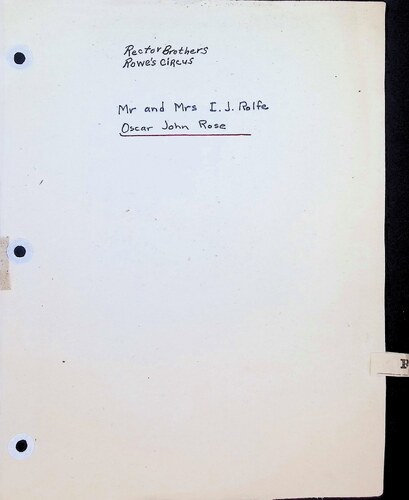 Rector Brothers
Rowe's Circus
Mr and Mrs I. J. Rolfe
Oscar John Rose